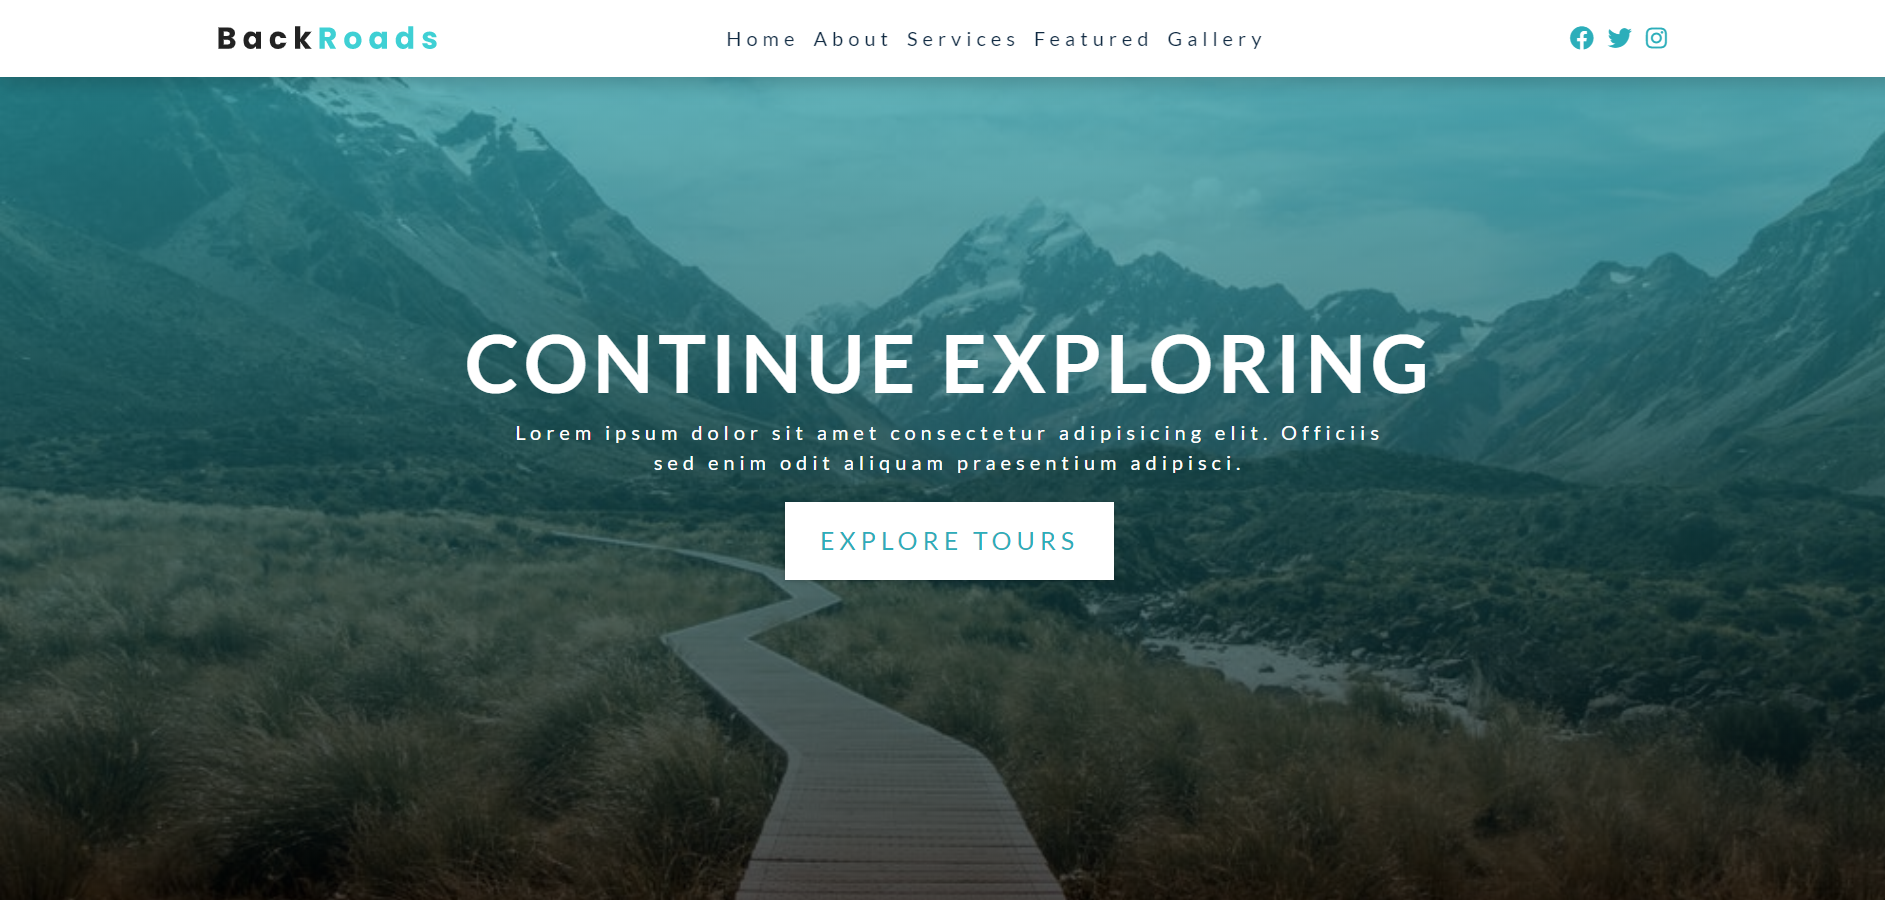 BackRoads
Home About Services Featured Gallery
CONTINUE EXPLORING
Lorem ipsum dolor sit amet consectetur adipisicing elit. Officiis
sed enim odit aliquam praesentium adipisci.
EXPLORE TOURS